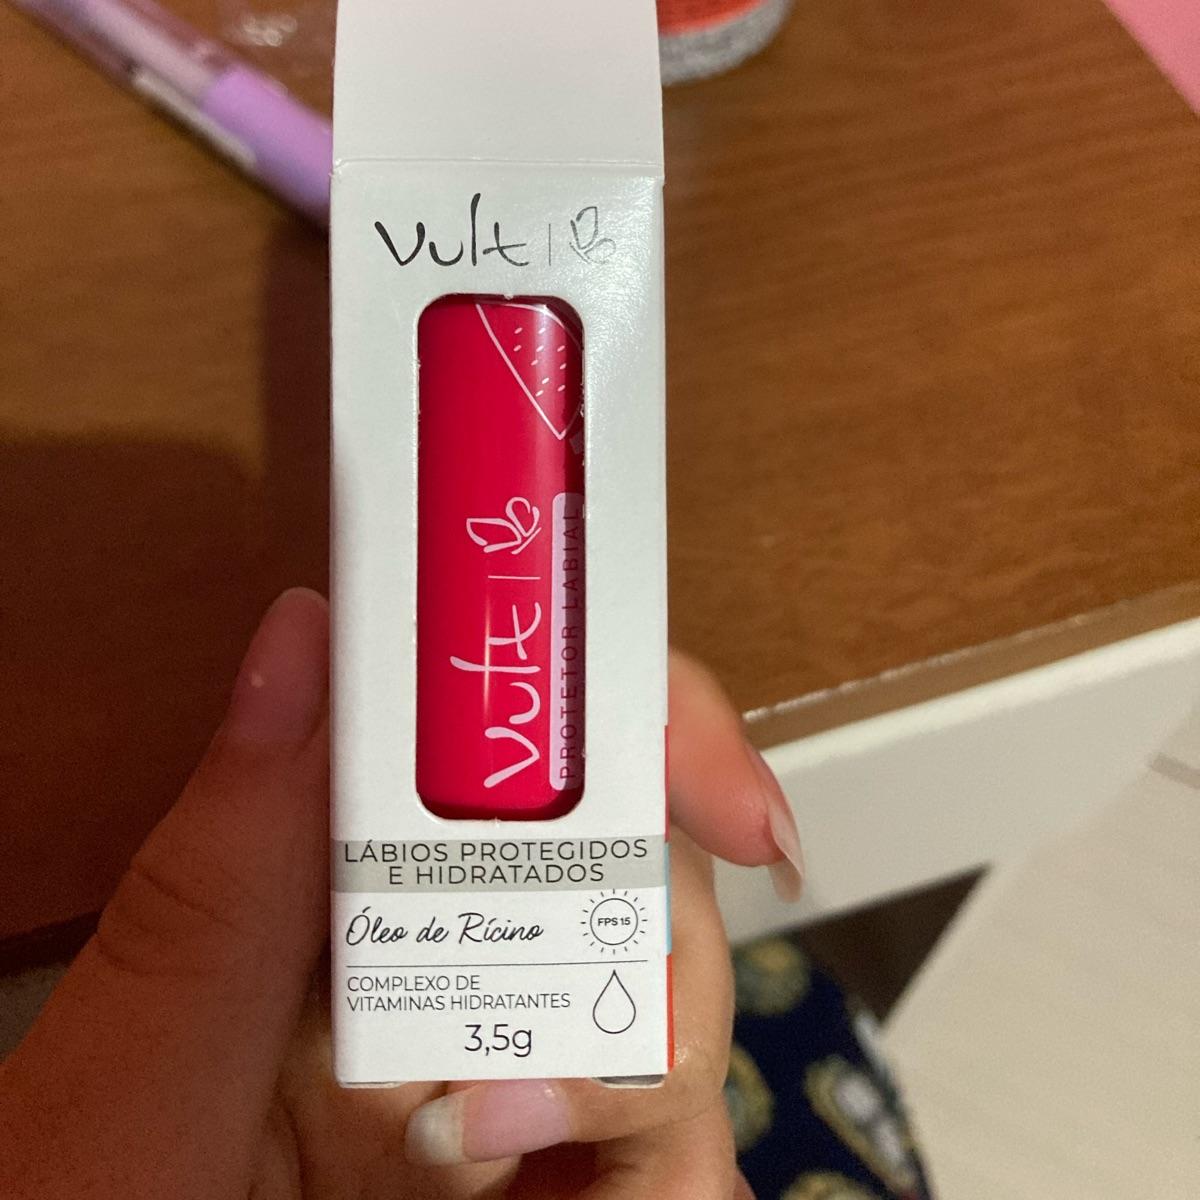 Vult
Vult
PROTETOR LABIAL
LÁBIOS PROTEGIDOS
E HIDRATADOS
Óleo de Rícino
FPS 15
COMPLEXO DE
VITAMINAS HIDRATANTES
3,5g